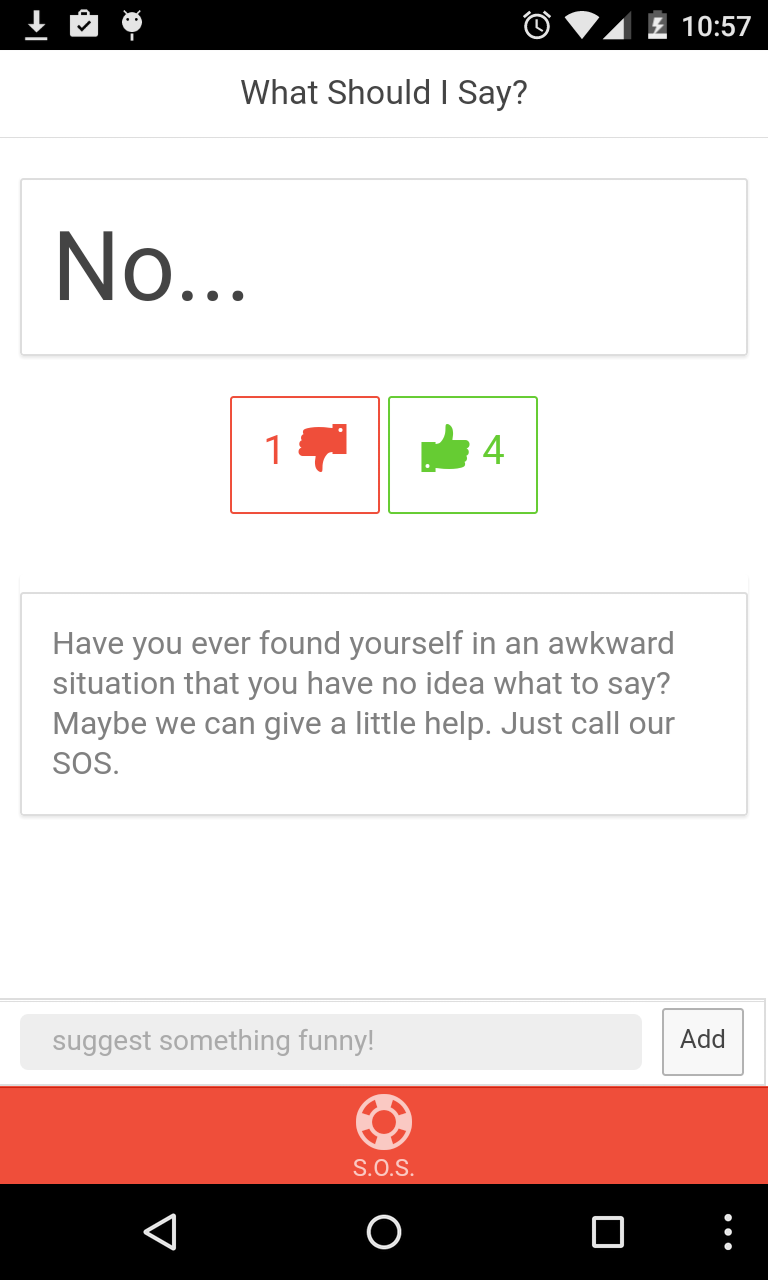 10:57
What Should I Say?
No...
1
4
Have you ever found yourself in an awkward
situation that you have no idea what to say?
Maybe we can give a little help. Just call our
SOS.
suggest something funny!
Add
S.O.S.